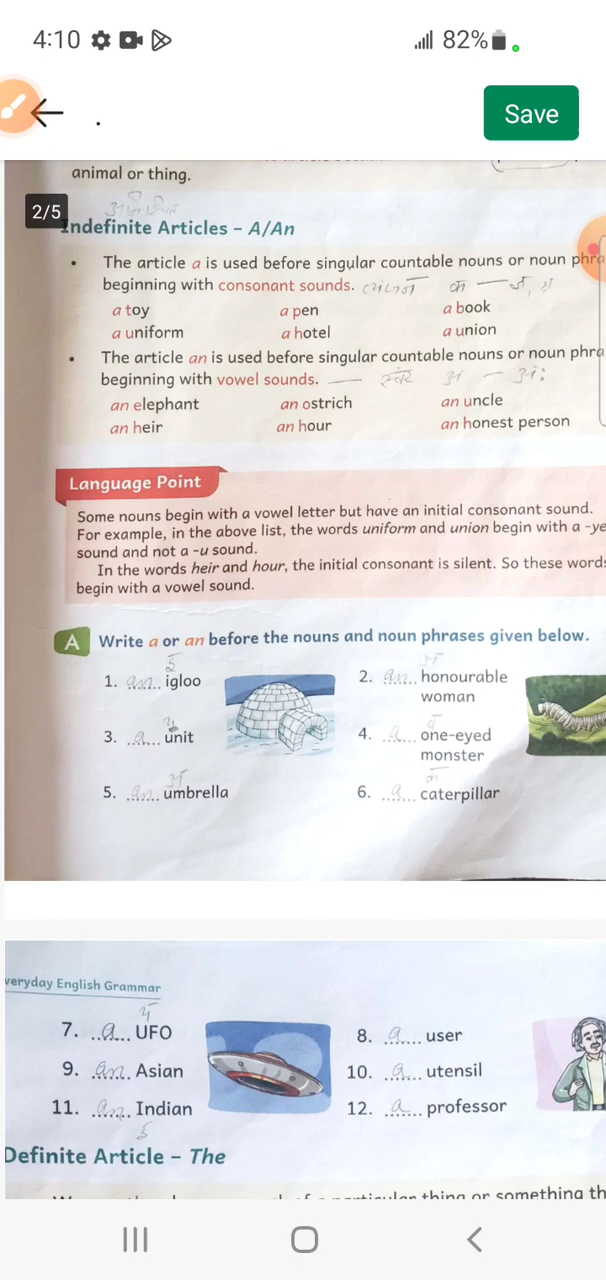 4:10 82%
Save
animal or thing.
2/5
Indefinite Articles – A/An
• The article a is used before singular countable nouns or noun phra
beginning with consonant sounds.
a toy a pen a book
a uniform a hotel a union
• The article an is used before singular countable nouns or noun phra
beginning with vowel sounds. — स्वर अ – अः
an elephant an ostrich an uncle
an heir an hour an honest person
Language Point
Some nouns begin with a vowel letter but have an initial consonant sound.
For example, in the above list, the words uniform and union begin with a -ye
sound and not a -u sound.
In the words heir and hour, the initial consonant is silent. So these words
begin with a vowel sound.
A Write a or an before the nouns and noun phrases given below.
1. an igloo 2. an honourable
woman
3. a unit 4. a one-eyed
monster
5. an umbrella 6. a caterpillar
veryday English Grammar
7. a UFO 8. a user
9. an Asian 10. a utensil
11. an Indian 12. a professor
Definite Article – The
particular thing or something th